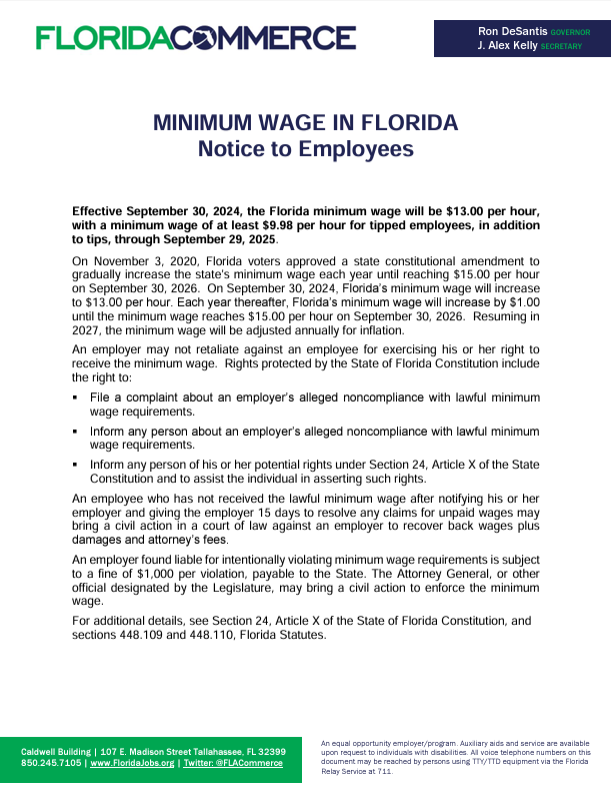 FLORIDACOMMERCE
Ron DeSantis GOVERNOR
J. Alex Kelly SECRETARY
MINIMUM WAGE IN FLORIDA
Notice to Employees
Effective September 30, 2024, the Florida minimum wage will be $13.00 per hour,
with a minimum wage of at least $9.98 per hour for tipped employees, in addition
to tips, through September 29, 2025.
On November 3, 2020, Florida voters approved a state constitutional amendment to
gradually increase the state's minimum wage each year until reaching $15.00 per hour
on September 30, 2026. On September 30, 2024, Florida's minimum wage will increase
to $13.00 per hour. Each year thereafter, Florida's minimum wage will increase by $1.00
until the minimum wage reaches $15.00 per hour on September 30, 2026. Resuming in
2027, the minimum wage will be adjusted annually for inflation.
An employer may not retaliate against an employee for exercising his or her right to
receive the minimum wage. Rights protected by the State of Florida Constitution include
the right to:
▪ File a complaint about an employer's alleged noncompliance with lawful minimum
wage requirements.
▪ Inform any person about an employer's alleged noncompliance with lawful minimum
wage requirements.
▪ Inform any person of his or her potential rights under Section 24, Article X of the State
Constitution and to assist the individual in asserting such rights.
An employee who has not received the lawful minimum wage after notifying his or her
employer and giving the employer 15 days to resolve any claims for unpaid wages may
bring a civil action in a court of law against an employer to recover back wages plus
damages and attorney's fees.
An employer found liable for intentionally violating minimum wage requirements is subject
to a fine of $1,000 per violation, payable to the State. The Attorney General, or other
official designated by the Legislature, may bring a civil action to enforce the minimum
wage.
For additional details, see Section 24, Article X of the State of Florida Constitution, and
sections 448.109 and 448.110, Florida Statutes.
Caldwell Building | 107 E. Madison Street Tallahassee, FL 32399
850.245.7105 | www.FloridaJobs.org | Twitter: @FLACommerce
An equal opportunity employer/program. Auxiliary aids and service are available
upon request to individuals with disabilities. All voice telephone numbers on this
document may be reached by persons using TTY/TTD equipment via the Florida
Relay Service at 711.